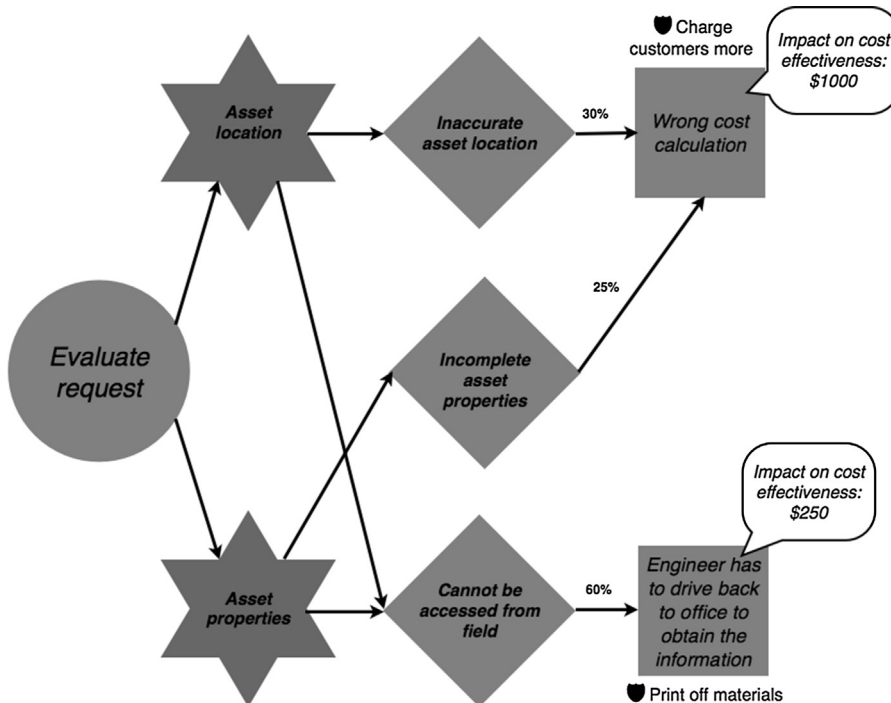 Charge
customers more
Impact on cost
effectiveness:
$1000
Asset
location
Inaccurate
asset location
30%
Wrong cost
calculation
25%
Evaluate
request
Incomplete
asset
properties
Impact on cost
effectiveness:
$250
Asset
properties
Cannot be
accessed from
field
60%
Engineer has
to drive back
to office to
obtain the
information
Print off materials